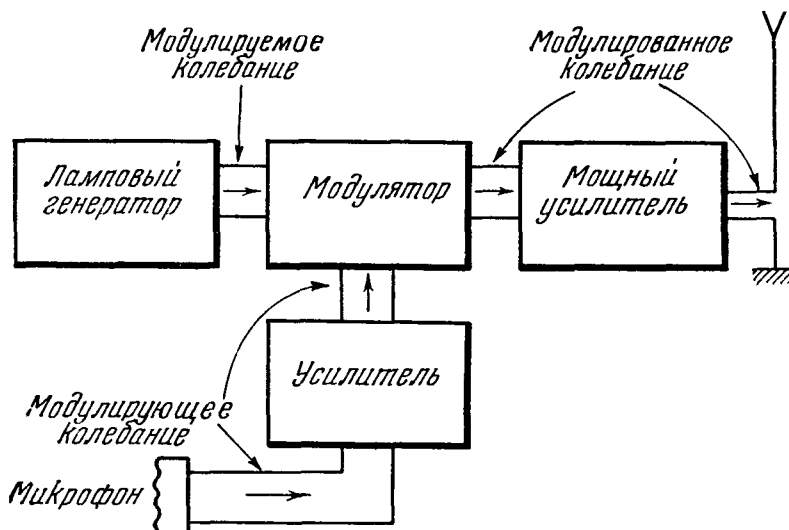 Модулируемое
колебание
Модулированное
колебание
Ламповый
генератор
Модулятор
Мощный
усилитель
Усилитель
Модулирующее
колебание
Микрофон